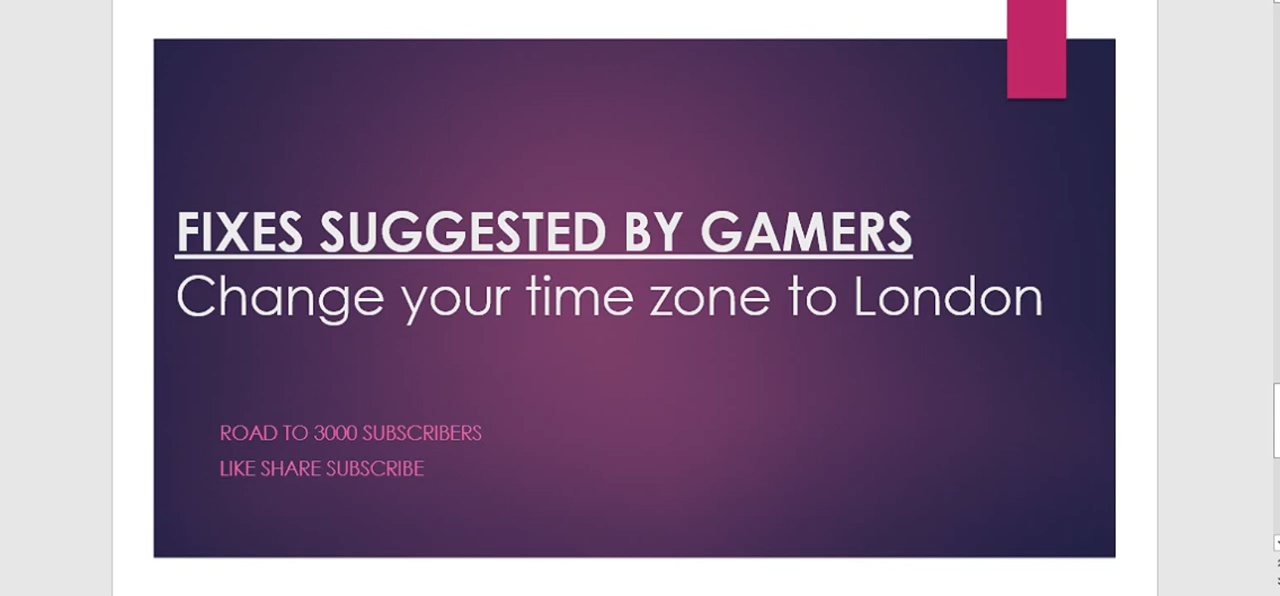 FIXES SUGGESTED BY GAMERS
Change your time zone to London
ROAD TO 3000 SUBSCRIBERS
LIKE SHARE SUBSCRIBE